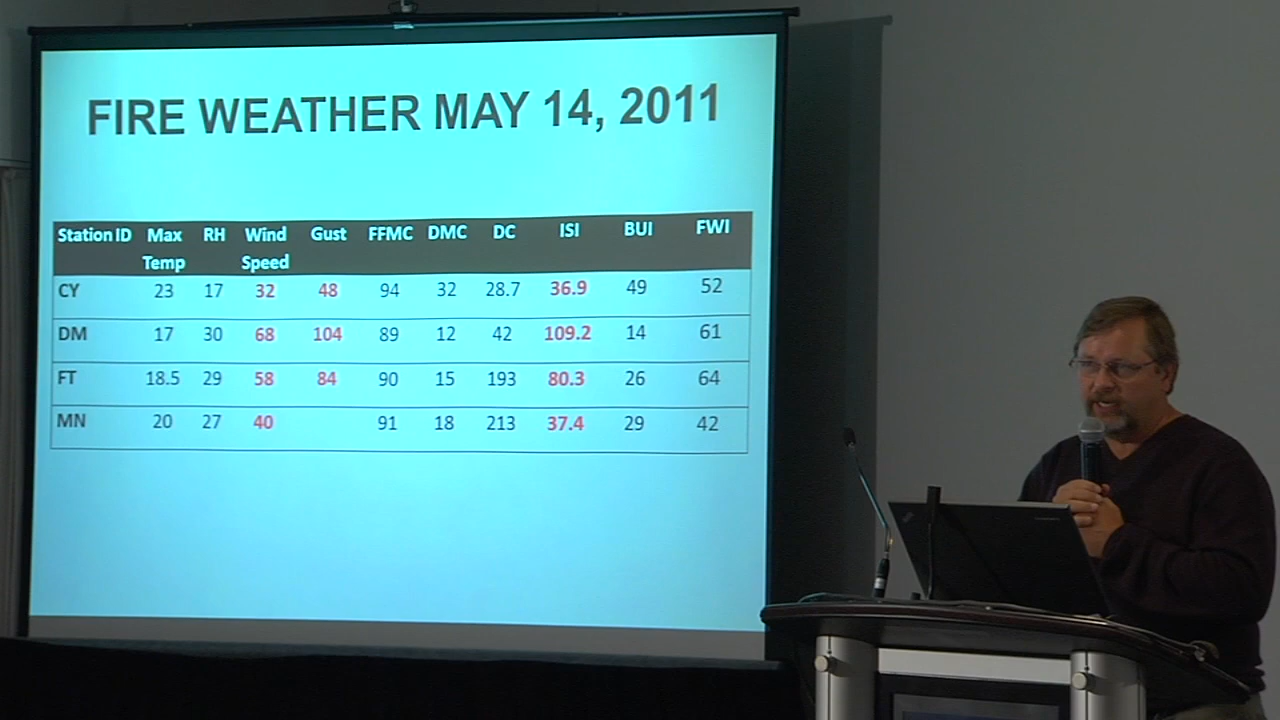 FIRE WEATHER MAY 14, 2011
Station ID Max Temp RH Wind Speed Gust FFMC DMC DC ISI BUI FWI
CY 23 17 32 48 94 32 28.7 36.9 49 52
DM 17 30 68 104 89 12 42 109.2 14 61
FT 18.5 29 58 84 90 15 193 80.3 26 64
MN 20 27 40 91 18 213 37.4 29 42